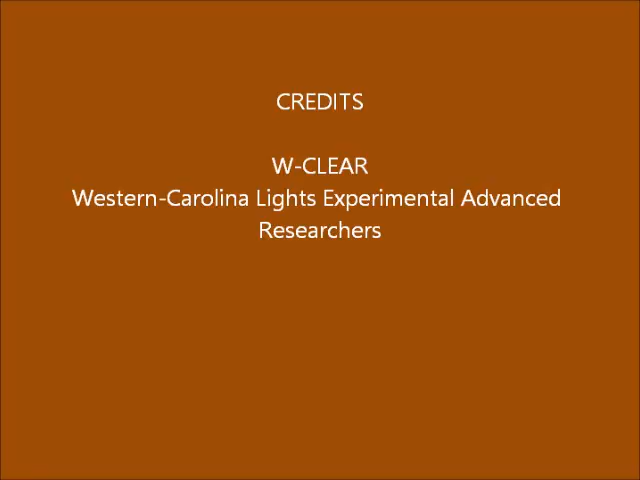 CREDITS
W-CLEAR
Western-Carolina Lights Experimental Advanced
Researchers